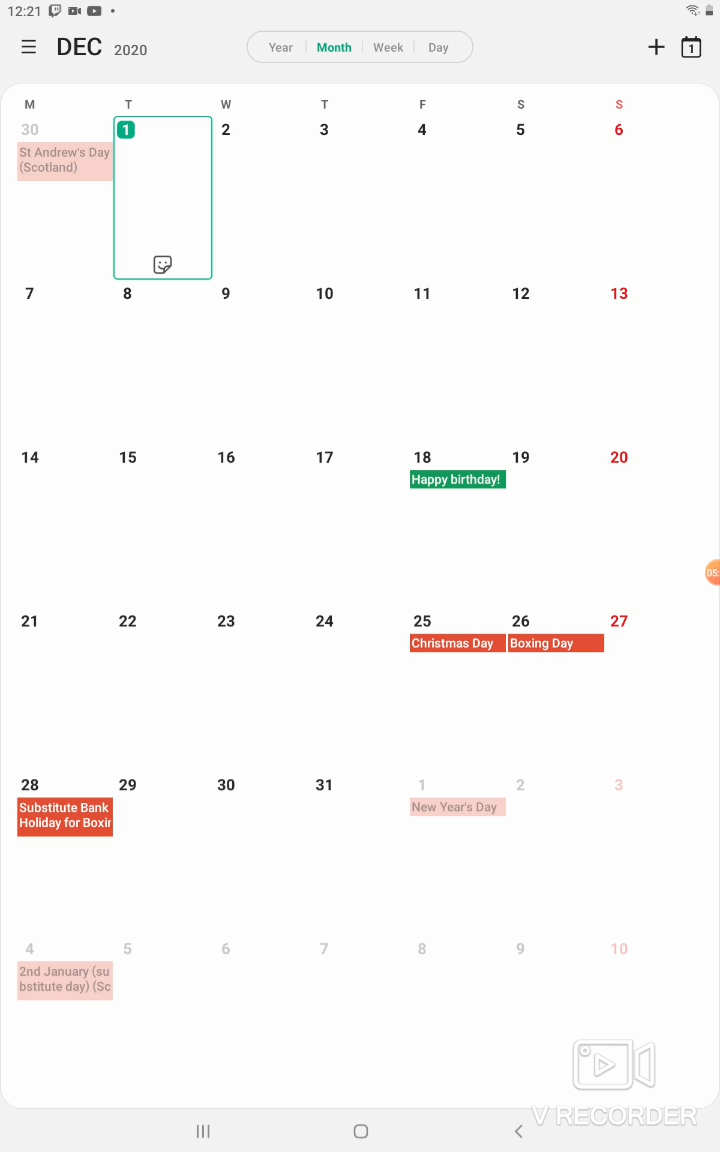 12:21
DEC 2020
Year Month Week Day
1
M T W T F S S
30 1 2 3 4 5 6
St Andrew's Day
(Scotland)
7 8 9 10 11 12 13
14 15 16 17 18 19 20
Happy birthday!
21 22 23 24 25 26 27
Christmas Day Boxing Day
28 29 30 31 1 2 3
Substitute Bank New Year's Day
Holiday for Boxin
4 5 6 7 8 9 10
2nd January (su
bstitute day) (Sc
05:
V RECORDER